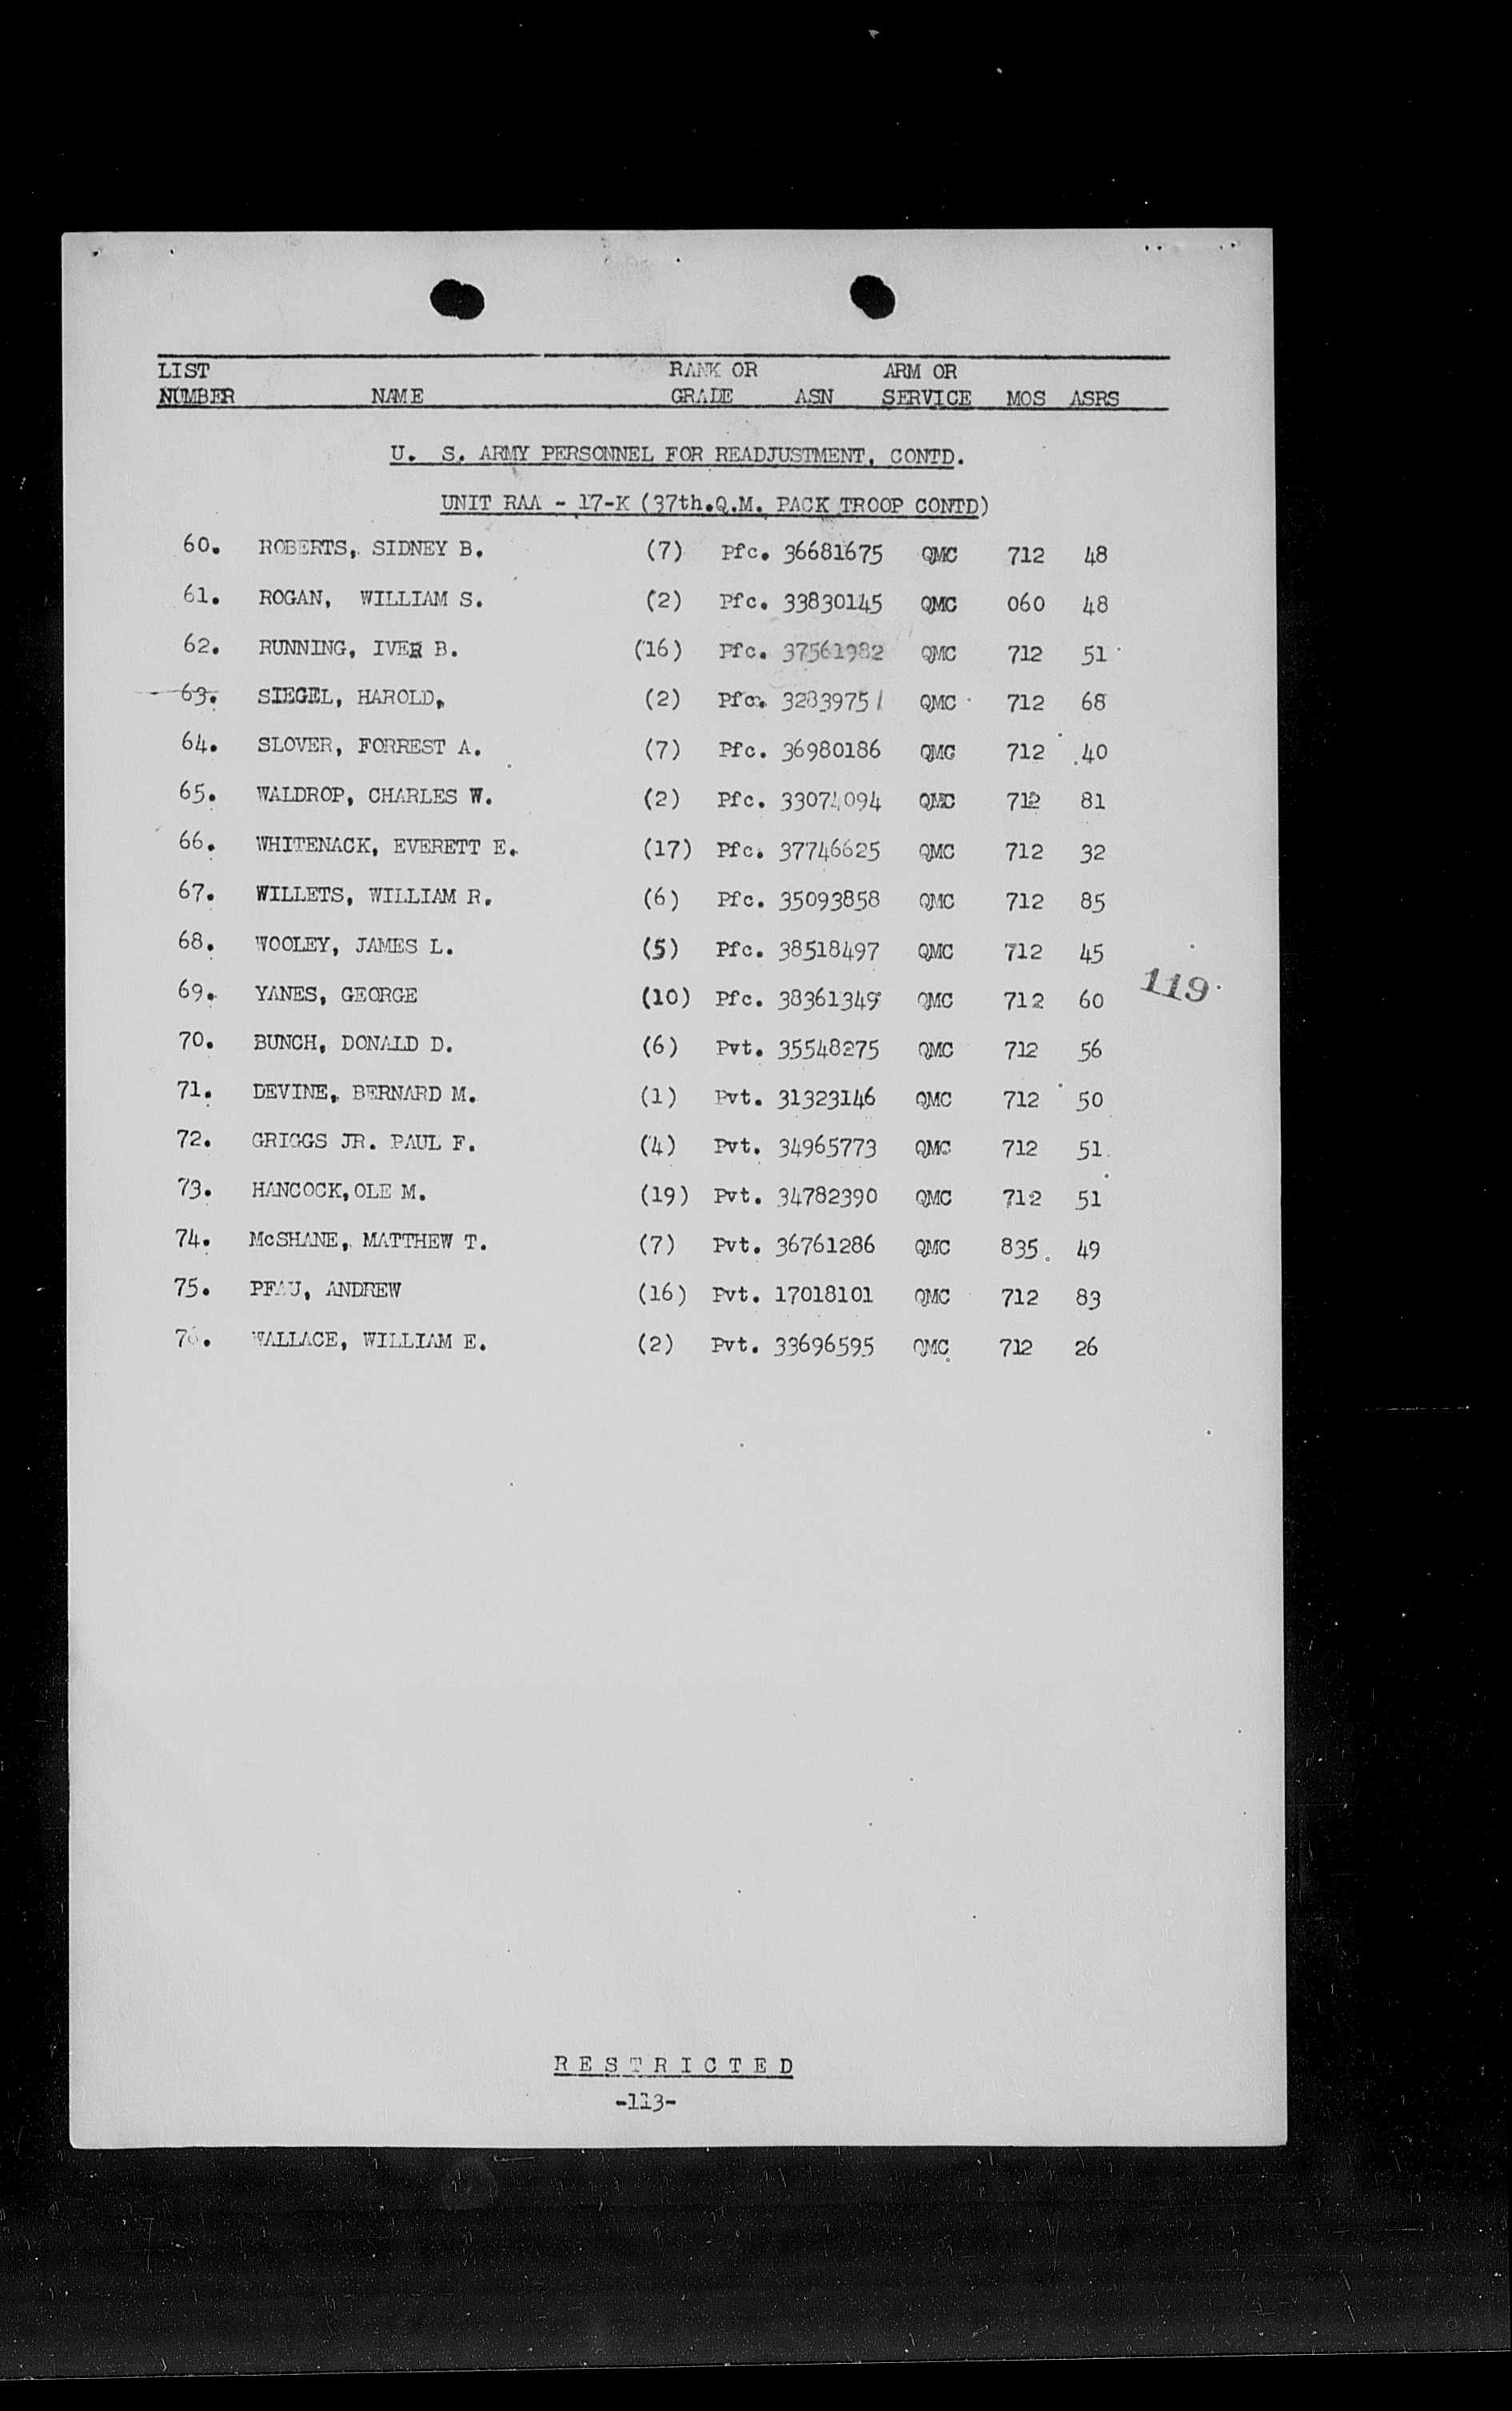 LIST RANK OR ARM OR
NUMBER NAME GRADE ASN SERVICE MOS ASRS
U. S. ARMY PERSONNEL FOR READJUSTMENT, CONTD.
UNIT RAA - 17-K (37th.Q.M. PACK TROOP CONTD)
60. ROBERTS, SIDNEY B. (7) Pfc. 36681675 QMC 712 48
61. ROGAN, WILLIAM S. (2) Pfc. 33830145 QMC 060 48
62. RUNNING, IVER B. (16) Pfc. 37561982 QMC 712 51
63. SIEGEL, HAROLD, (2) Pfc. 32839751 QMC 712 68
64. SLOVER, FORREST A. (7) Pfc. 36980186 QMC 712 40
65. WALDROP, CHARLES W. (2) Pfc. 33074094 QMC 712 81
66. WHITENACK, EVERETT E. (17) Pfc. 37746625 QMC 712 32
67. WILLETS, WILLIAM R. (6) Pfc. 35093858 QMC 712 85
68. WOOLEY, JAMES L. (5) Pfc. 38518497 QMC 712 45
69. YANES, GEORGE (10) Pfc. 38361349 QMC 712 60
119
70. BUNCH, DONALD D. (6) Pvt. 35548275 QMC 712 56
71. DEVINE, BERNARD M. (1) Pvt. 31323146 QMC 712 50
72. GRIGGS JR. PAUL F. (4) Pvt. 34965773 QMC 712 51
73. HANCOCK, OLE M. (19) Pvt. 34782390 QMC 712 51
74. McSHANE, MATTHEW T. (7) Pvt. 36761286 QMC 835 49
75. PFAU, ANDREW (16) Pvt. 17018101 QMC 712 83
76. WALLACE, WILLIAM E. (2) Pvt. 33696595 QMC 712 26
RESTRICTED
-113-